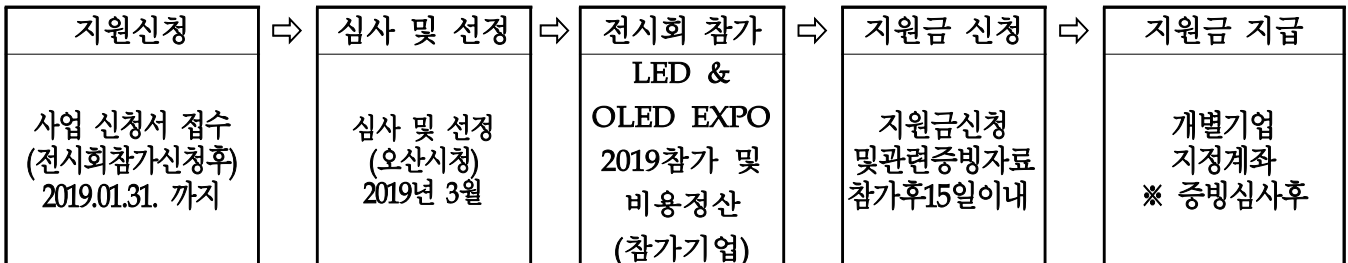 지원신청
사업 신청서 접수
(전시회참가신청후)
2019.01.31. 까지
⇨
심사 및 선정
심사 및 선정
(오산시청)
2019년 3월
⇨
전시회 참가
LED &
OLED EXPO
2019참가 및
비용정산
(참가기업)
⇨
지원금 신청
지원금신청
및관련증빙자료
참가후15일이내
⇨
지원금 지급
개별기업
지정계좌
※ 증빙심사후